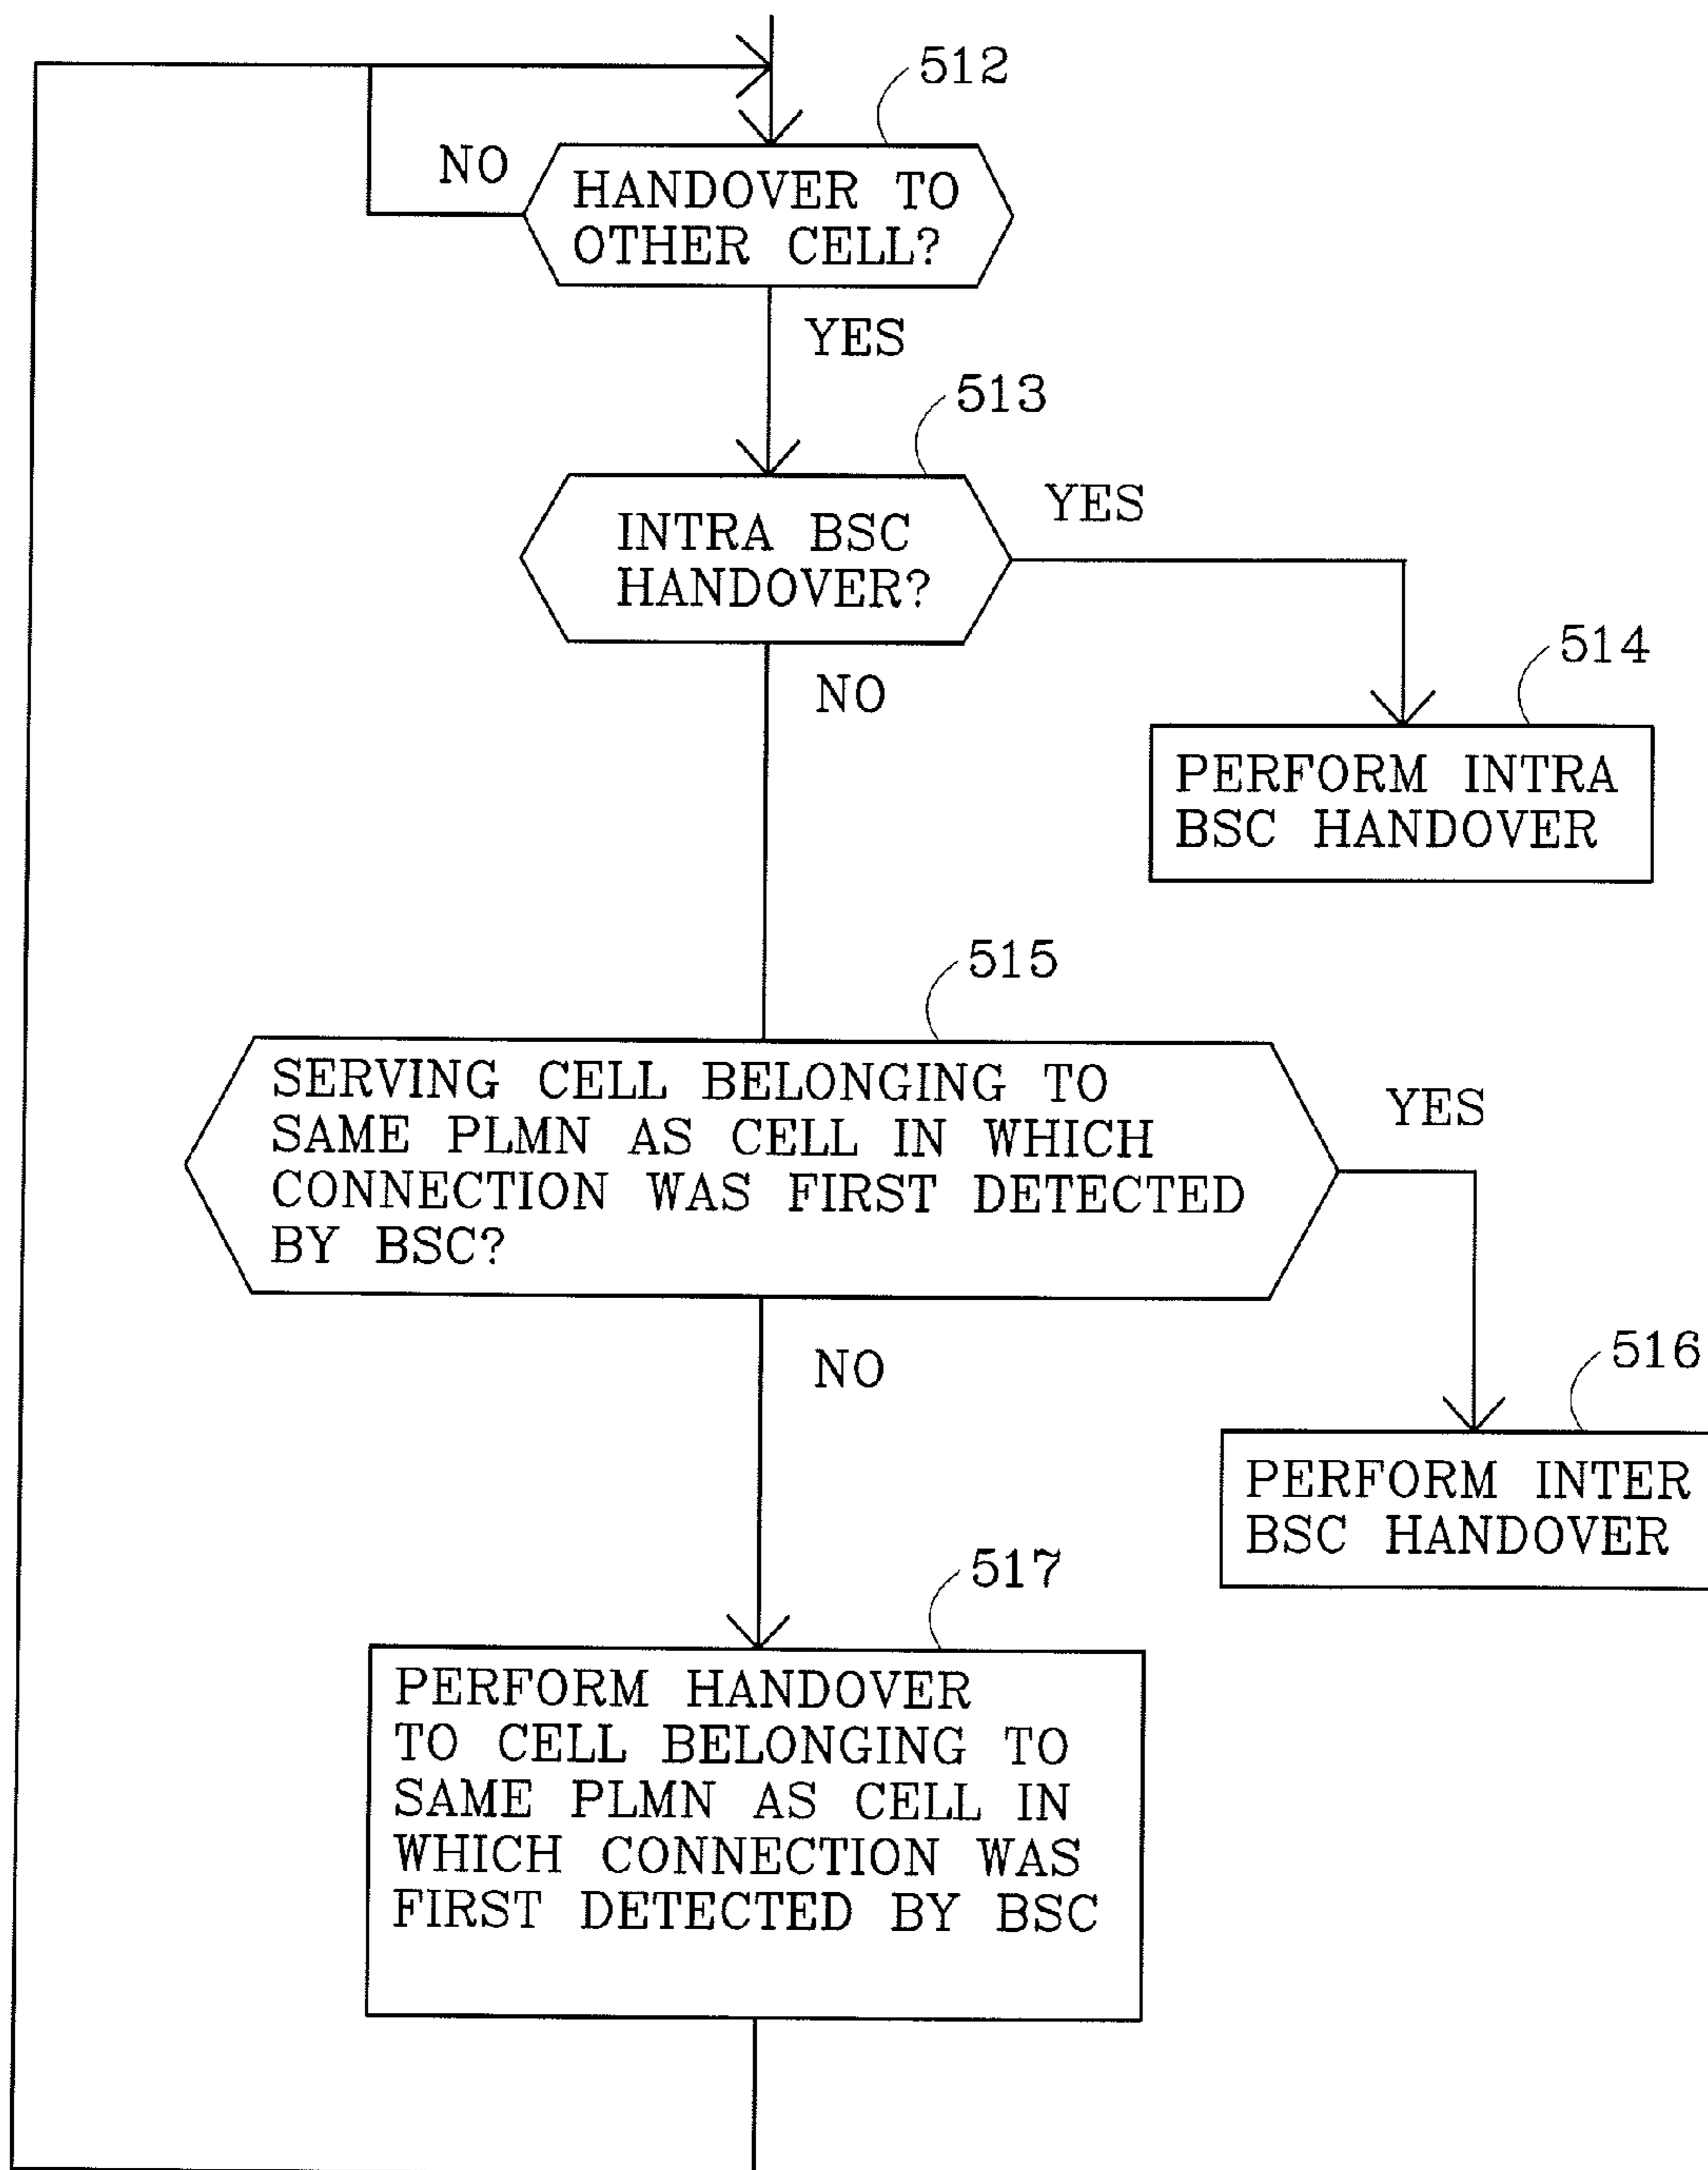 512
NO
HANDOVER TO
OTHER CELL?
YES
513
INTRA BSC
HANDOVER?
YES
NO
514
PERFORM INTRA
BSC HANDOVER
515
SERVING CELL BELONGING TO
SAME PLMN AS CELL IN WHICH
CONNECTION WAS FIRST DETECTED
BY BSC?
YES
NO
516
PERFORM INTER
BSC HANDOVER
517
PERFORM HANDOVER
TO CELL BELONGING TO
SAME PLMN AS CELL IN
WHICH CONNECTION WAS
FIRST DETECTED BY BSC